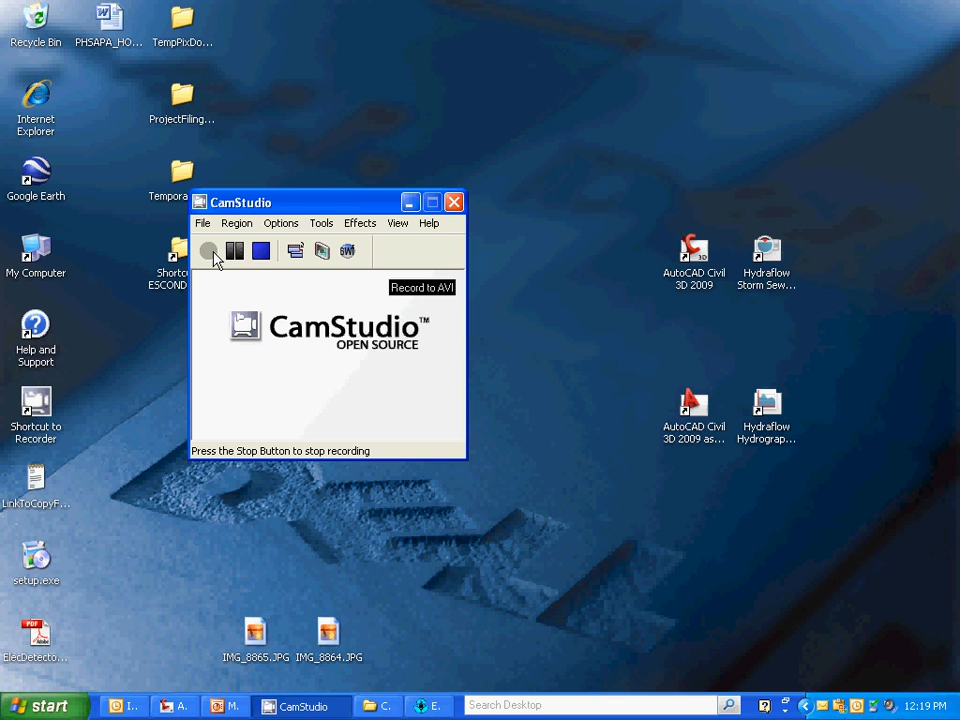 Recycle Bin
PHSAPA_HO...
TempPixDo...
Internet
Explorer
ProjectFiling...
Google Earth
Tempora
My Computer
Shortcu
ESCOND
Help and
Support
Shortcut to
Recorder
LinkToCopyF...
setup.exe
ElecDetecto...
IMG_8865.JPG
IMG_8864.JPG
CamStudio
File Region Options Tools Effects View Help
SWF
Record to AVI
CamStudio™
OPEN SOURCE
Press the Stop Button to stop recording
AutoCAD Civil
3D 2009
Hydraflow
Storm Sew...
AutoCAD Civil
3D 2009 as...
Hydraflow
Hydrograp...
start
I..
A.
M.
CamStudio
C.
E.
Search Desktop
12:19 PM